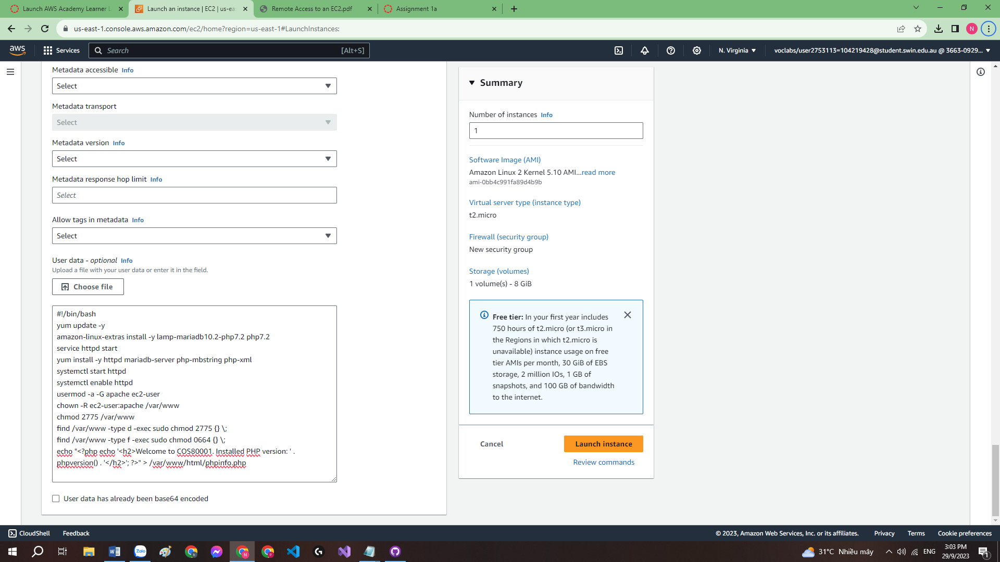 Launch AWS Academy Learner L
Launch an instance | EC2 | us-ea
Remote Access to an EC2.pdf
Assignment 1a
us-east-1.console.aws.amazon.com/ec2/home?region=us-east-1#LaunchInstances:
N
aws
Services
Search
[Alt+S]
N. Virginia
voclabs/user2753113=104219428@student.swin.edu.au @ 3663-0929...
Metadata accessible Info
Select
Metadata transport
Select
Metadata version Info
Select
Metadata response hop limit Info
Select
Allow tags in metadata Info
Select
User data - optional Info
Upload a file with your user data or enter it in the field.
Choose file
#!/bin/bash
yum update -y
amazon-linux-extras install -y lamp-mariadb10.2-php7.2 php7.2
service httpd start
yum install -y httpd mariadb-server php-mbstring php-xml
systemctl start httpd
systemctl enable httpd
usermod -a -G apache ec2-user
chown -R ec2-user:apache /var/www
chmod 2775 /var/www
find /var/www -type d -exec sudo chmod 2775 {} \;
find /var/www -type f -exec sudo chmod 0664 {} \;
echo "<?php echo '<h2>Welcome to COS80001. Installed PHP version: ' .
phpversion() . '</h2>'; ?>" > /var/www/html/phpinfo.php
User data has already been base64 encoded
Summary
Number of instances Info
1
Software Image (AMI)
Amazon Linux 2 Kernel 5.10 AMI...read more
ami-0bb4c991fa89d4b9b
Virtual server type (instance type)
t2.micro
Firewall (security group)
New security group
Storage (volumes)
1 volume(s) - 8 GiB
Free tier: In your first year includes
750 hours of t2.micro (or t3.micro in
the Regions in which t2.micro is
unavailable) instance usage on free
tier AMIs per month, 30 GiB of EBS
storage, 2 million IOs, 1 GB of
snapshots, and 100 GB of bandwidth
to the internet.
Cancel
Launch instance
Review commands
CloudShell
Feedback
© 2023, Amazon Web Services, Inc. or its affiliates.
Privacy
Terms
Cookie preferences
Zalo
31°C Nhiều mây
ENG
3:03 PM
29/9/2023
1